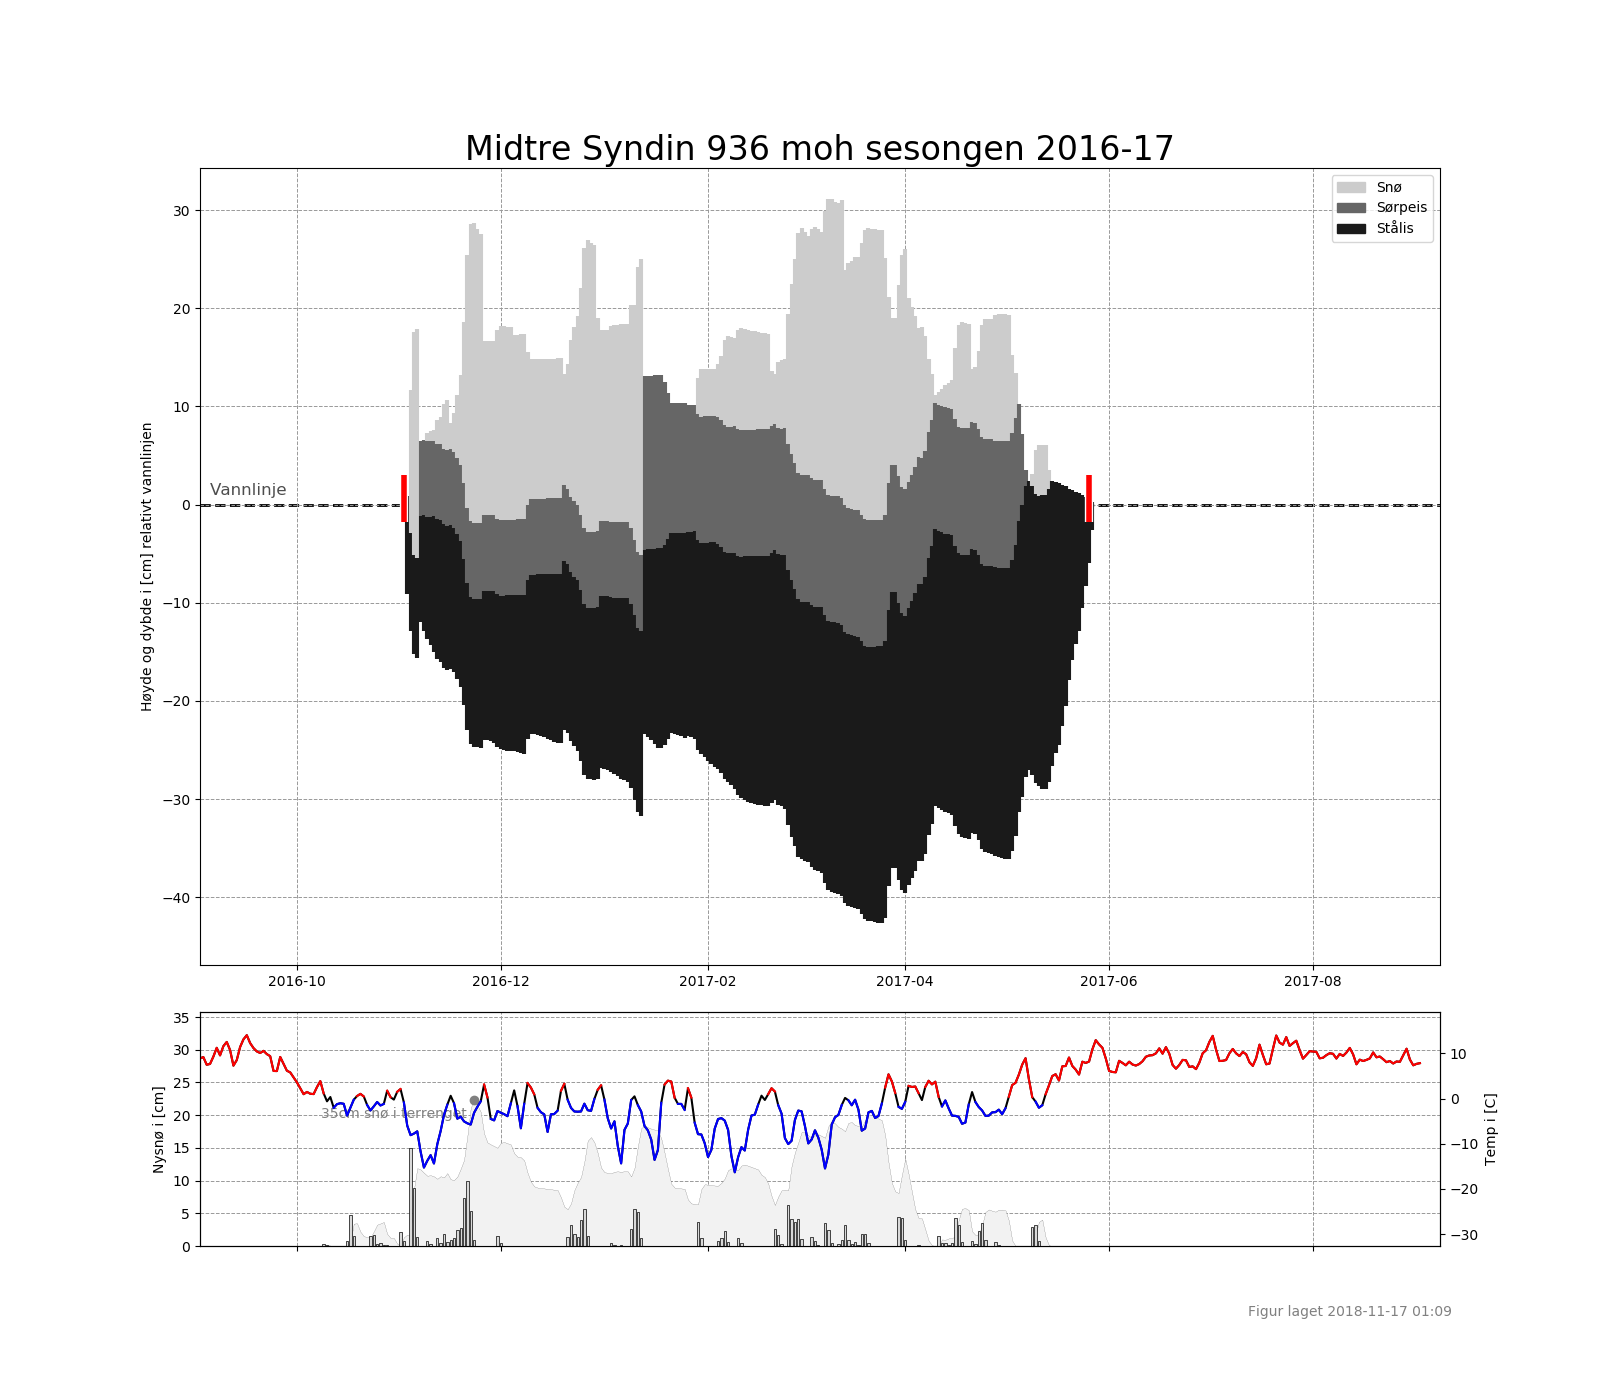 Midtre Syndin 936 moh sesongen 2016-17
Snø
Sørpeis
Stålis
Høyde og dybde i [cm] relativt vannlinjen
30
20
10
0
−10
−20
−30
−40
Vannlinje
2016-10 2016-12 2017-02 2017-04 2017-06 2017-08
Nysnø i [cm]
35
30
25
20
15
10
5
0
35cm snø i terrenget
10
0
−10
−20
−30
Temp i [C]
Figur laget 2018-11-17 01:09